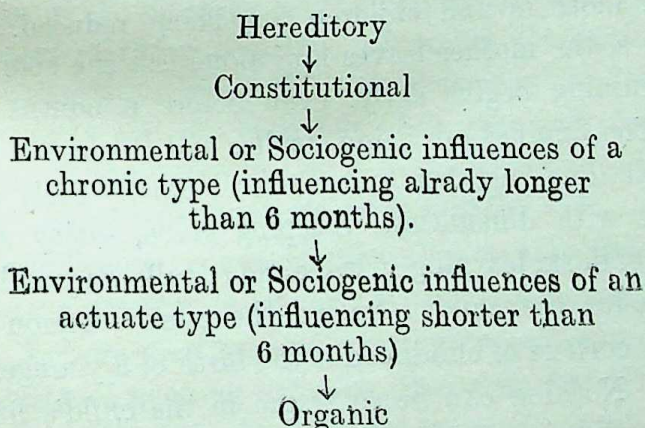 Hereditory
↓
Constitutional
↓
Environmental or Sociogenic influences of a
chronic type (influencing alrady longer
than 6 months).
↓
Environmental or Sociogenic influences of an
actuate type (influencing shorter than
6 months)
↓
Organic